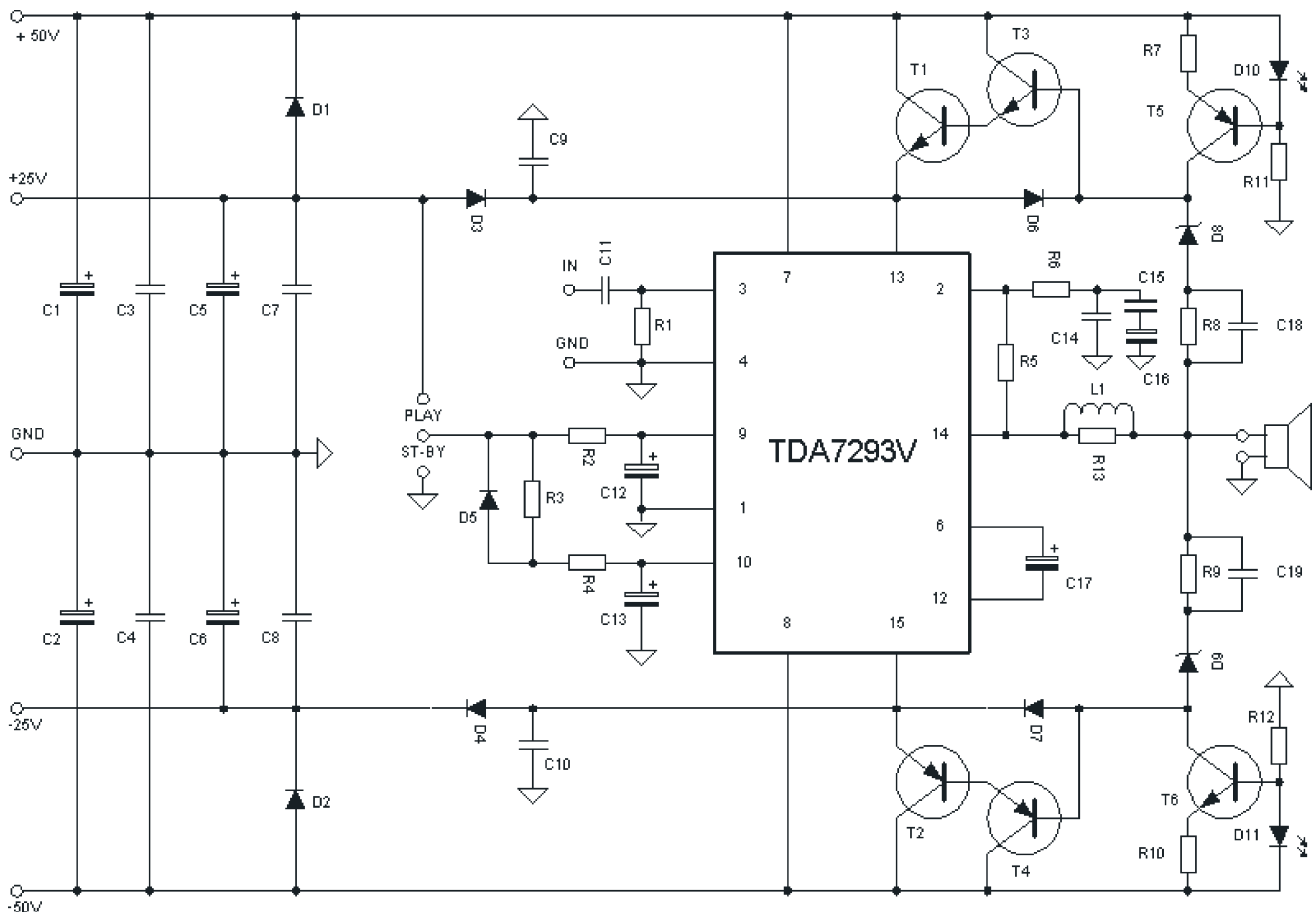 + 50V
T3
R7
T1
D10
D1
T5
C9
+25V
R11
D3
D6
D8
C11
R6
IN
7
13
C15
3
2
C1
C3
C5
C7
R1
C14
R8
C18
GND
4
R5
C16
L1
PLAY
GND
9
14
TDA7293V
ST-BY
R2
R13
R3
C12
D5
1
6
10
R4
C17
R9
C19
12
C2
C4
C6
C8
C13
8
15
D9
-25V
R12
D4
C10
D7
D2
T6
T2
D11
R10
T4
-50V